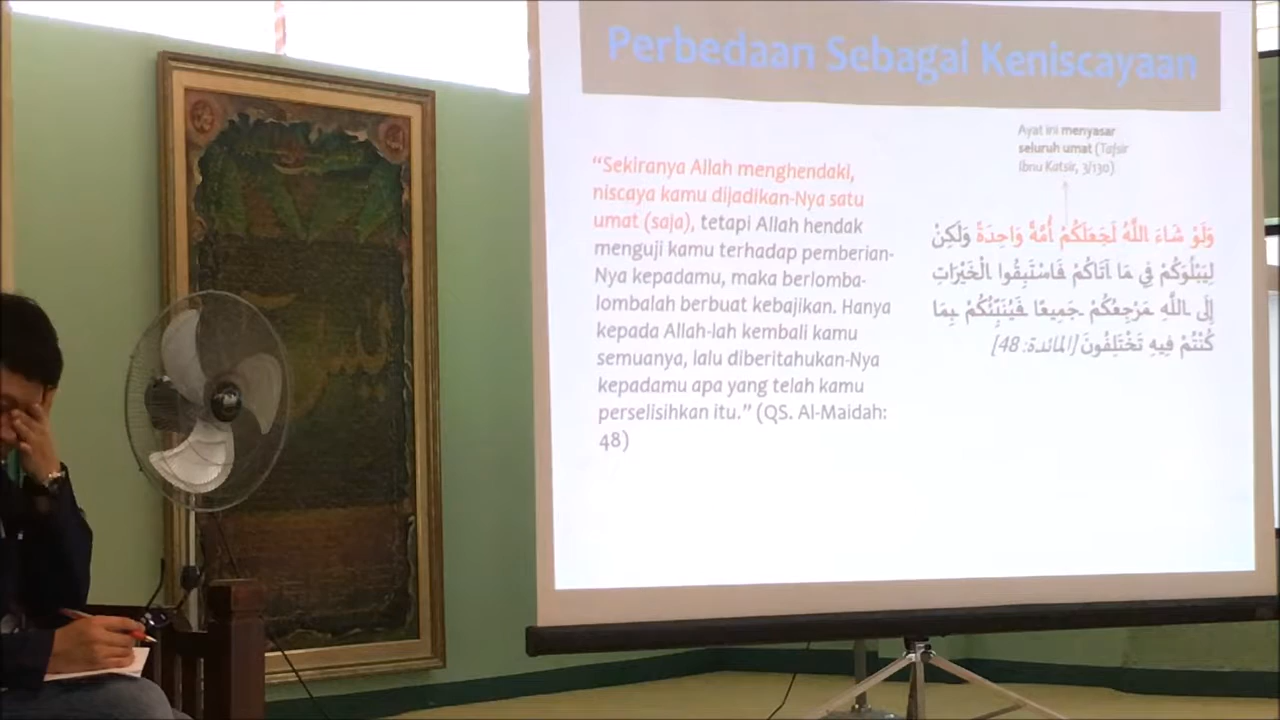 Perbedaan Sebagai Keniscayaan
“Sekiranya Allah menghendaki,
niscaya kamu dijadikan-Nya satu
umat (saja), tetapi Allah hendak
menguji kamu terhadap pemberian-
Nya kepadamu, maka berlomba-
lombalah berbuat kebajikan. Hanya
kepada Allah-lah kembali kamu
semuanya, lalu diberitahukan-Nya
kepadamu apa yang telah kamu
perselisihkan itu.” (QS. Al-Maidah:
48)
Ayat ini menyasar
seluruh umat (Tafsir
Ibnu Katsir, 3/130)
وَلَوْ شَاءَ اللَّهُ لَجَعَلَكُمْ أُمَّةً وَاحِدَةً وَلَكِنْ
لِيَبْلُوَكُمْ فِي مَا آتَاكُمْ فَاسْتَبِقُوا الْخَيْرَاتِ
إِلَى اللَّهِ مَرْجِعُكُمْ جَمِيعًا فَيُنَبِّئُكُمْ بِمَا
كُنْتُمْ فِيهِ تَخْتَلِفُونَ [المائدة: 48]